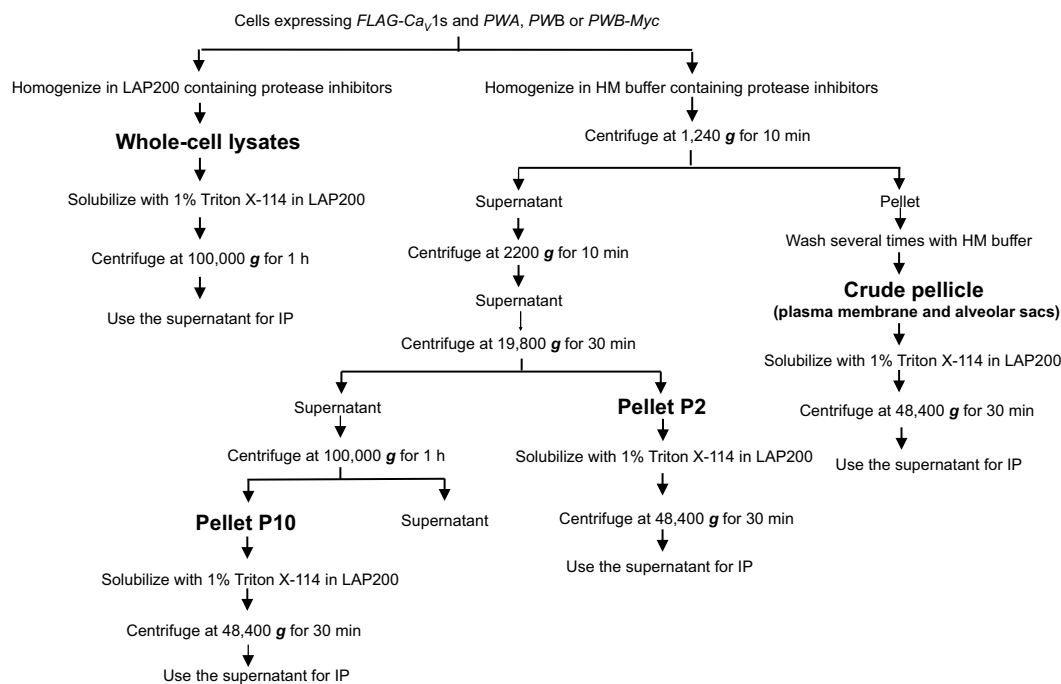 Cells expressing FLAG-CaV1s and PWA, PWB or PWB-Myc
Homogenize in LAP200 containing protease inhibitors
Whole-cell lysates
Solubilize with 1% Triton X-114 in LAP200
Centrifuge at 100,000 g for 1 h
Use the supernatant for IP
Homogenize in HM buffer containing protease inhibitors
Centrifuge at 1,240 g for 10 min
Supernatant
Centrifuge at 2200 g for 10 min
Supernatant
Centrifuge at 19,800 g for 30 min
Supernatant
Centrifuge at 100,000 g for 1 h
Pellet P10
Solubilize with 1% Triton X-114 in LAP200
Centrifuge at 48,400 g for 30 min
Use the supernatant for IP
Supernatant
Pellet P2
Solubilize with 1% Triton X-114 in LAP200
Centrifuge at 48,400 g for 30 min
Use the supernatant for IP
Pellet
Wash several times with HM buffer
Crude pellicle
(plasma membrane and alveolar sacs)
Solubilize with 1% Triton X-114 in LAP200
Centrifuge at 48,400 g for 30 min
Use the supernatant for IP